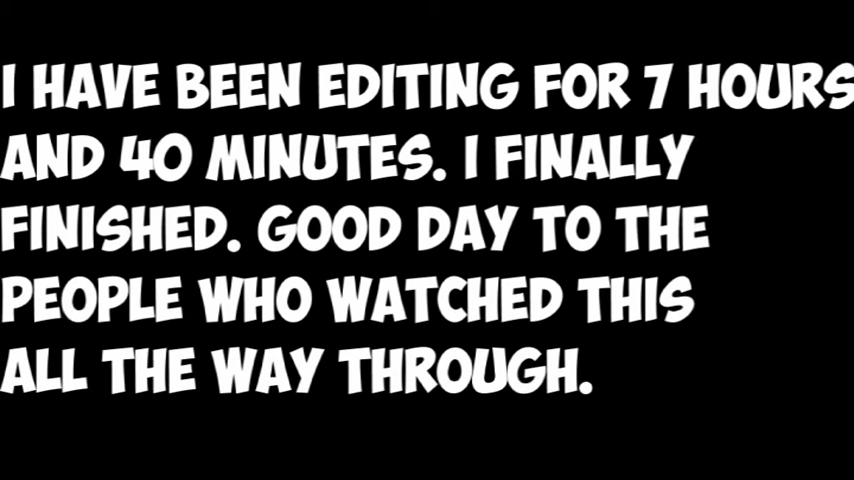 I HAVE BEEN EDITING FOR 7 HOURS
AND 40 MINUTES. I FINALLY
FINISHED. GOOD DAY TO THE
PEOPLE WHO WATCHED THIS
ALL THE WAY THROUGH.